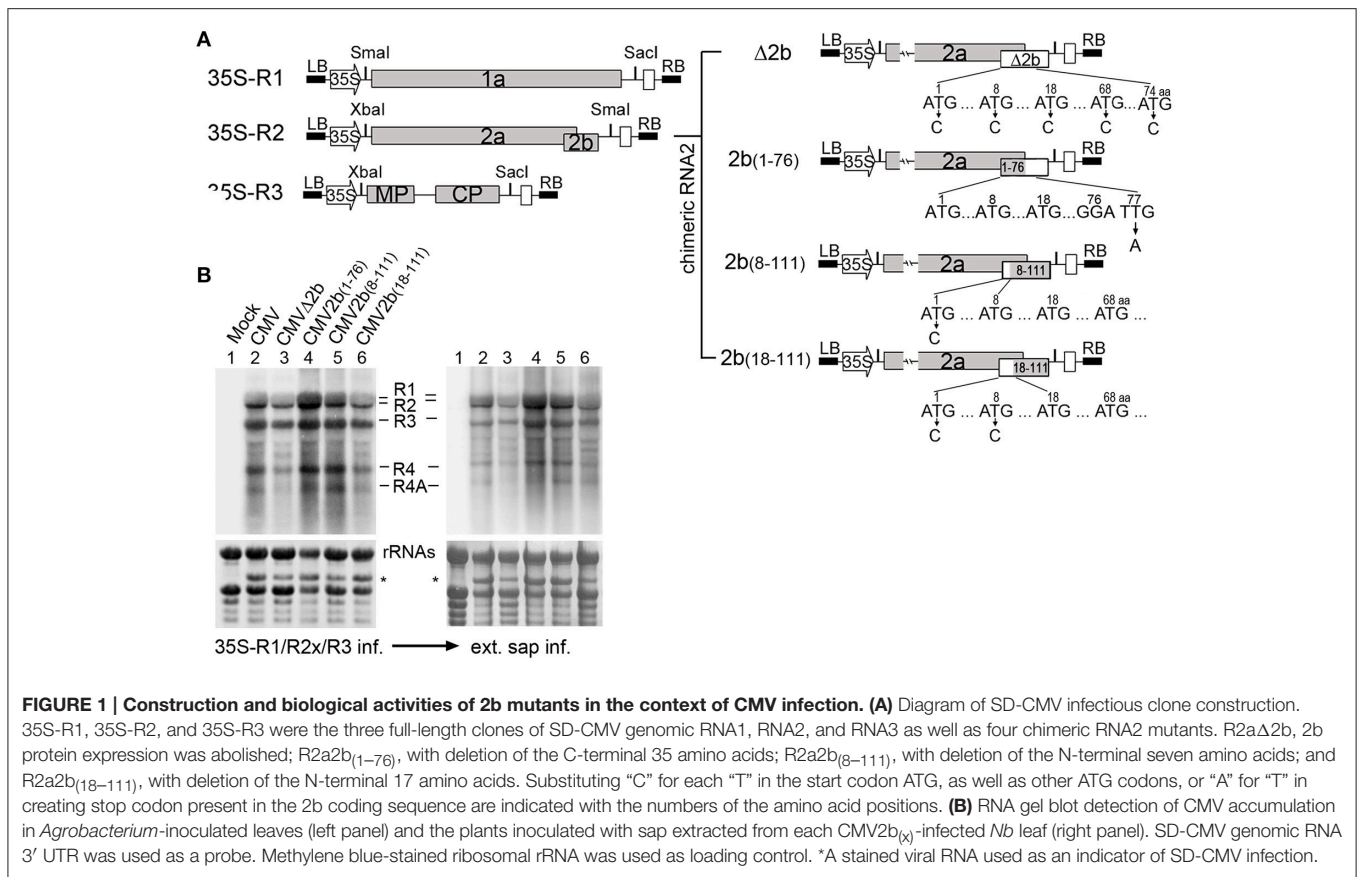 A
LB 35S SmaI SacI RB
35S-R1 1a
LB 35S XbaI SmaI RB
35S-R2 2a 2b
LB 35S XbaI SacI RB
35S-R3 MP CP
chimeric RNA2
Δ2b LB 35S 2a Δ2b RB
1 8 18 68 74 aa
ATG ... ATG ... ATG ... ATG...ATG
C C C C C
2b(1-76) LB 35S 2a 1-76 RB
1 8 18 76 77
ATG...ATG...ATG...GGA TTG
A
2b(8-111) LB 35S 2a 8-111 RB
1 8 18 68 aa
ATG ... ATG ... ATG ... ATG ...
C
2b(18-111) LB 35S 2a 18-111 RB
1 8 18 68 aa
ATG ... ATG ... ATG ... ATG ...
C C
B
Mock
CMV
CMVΔ2b
CMV2b(1-76)
CMV2b(8-111)
CMV2b(18-111)
1 2 3 4 5 6 1 2 3 4 5 6
R1
R2
R3
R4
R4A
rRNAs
* *
35S-R1/R2x/R3 inf. ext. sap inf.
FIGURE 1 | Construction and biological activities of 2b mutants in the context of CMV infection. (A) Diagram of SD-CMV infectious clone construction.
35S-R1, 35S-R2, and 35S-R3 were the three full-length clones of SD-CMV genomic RNA1, RNA2, and RNA3 as well as four chimeric RNA2 mutants. R2aΔ2b, 2b
protein expression was abolished; R2a2b(1–76), with deletion of the C-terminal 35 amino acids; R2a2b(8–111), with deletion of the N-terminal seven amino acids; and
R2a2b(18–111), with deletion of the N-terminal 17 amino acids. Substituting “C” for each “T” in the start codon ATG, as well as other ATG codons, or “A” for “T” in
creating stop codon present in the 2b coding sequence are indicated with the numbers of the amino acid positions. (B) RNA gel blot detection of CMV accumulation
in Agrobacterium-inoculated leaves (left panel) and the plants inoculated with sap extracted from each CMV2b(x)-infected Nb leaf (right panel). SD-CMV genomic RNA
3′ UTR was used as a probe. Methylene blue-stained ribosomal rRNA was used as loading control. *A stained viral RNA used as an indicator of SD-CMV infection.